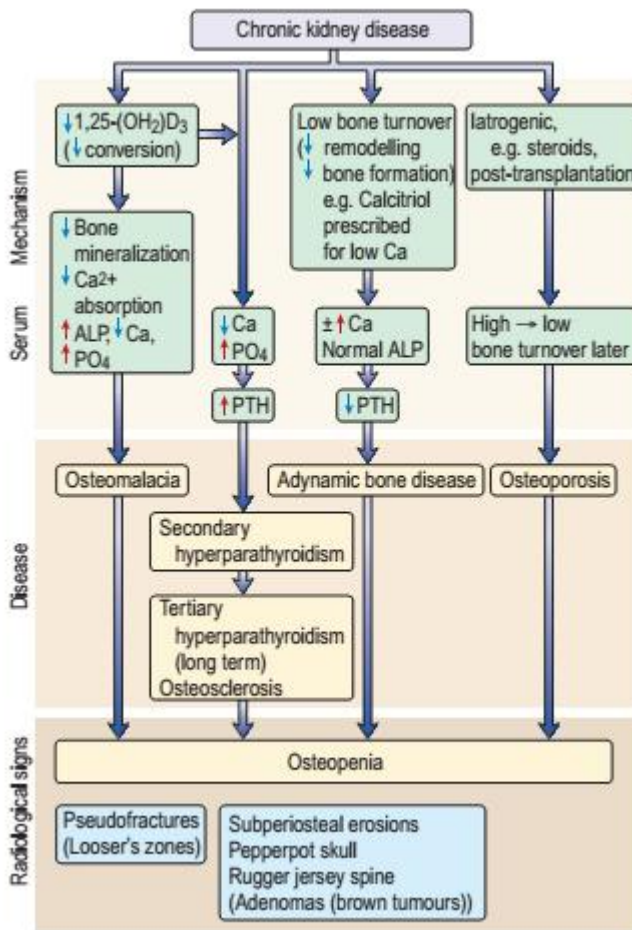 Chronic kidney disease
Mechanism
↓1,25-(OH₂)D₃
(↓conversion)
Low bone turnover
(↓ remodelling
↓ bone formation)
e.g. Calcitriol
prescribed
for low Ca
Iatrogenic,
e.g. steroids,
post-transplantation
Serum
↓Bone
mineralization
↓Ca2+
absorption
↑ALP,↓Ca,
↑PO₄
↓Ca
↑PO₄
±↑Ca
Normal ALP
High → low
bone turnover later
↑PTH
↓PTH
Disease
Osteomalacia
Adynamic bone disease
Osteoporosis
Secondary
hyperparathyroidism
Tertiary
hyperparathyroidism
(long term)
Osteosclerosis
Radiological signs
Osteopenia
Pseudofractures
(Looser's zones)
Subperiosteal erosions
Pepperpot skull
Rugger jersey spine
(Adenomas (brown tumours))